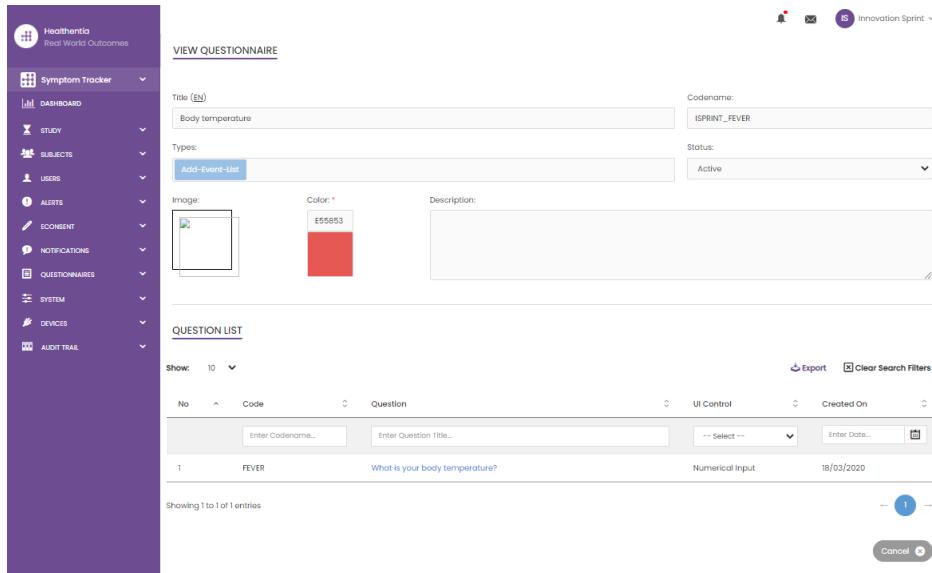 Healthentia
Real World Outcomes
IS Innovation Sprint
VIEW QUESTIONNAIRE
Symptom Tracker
DASHBOARD
STUDY
SUBJECTS
USERS
ALERTS
ECONSENT
NOTIFICATIONS
QUESTIONNAIRES
SYSTEM
DEVICES
AUDIT TRAIL
Title (EN)
Codename:
Body temperature
ISPRINT_FEVER
Types:
Status:
Add-Event-List
Active
Image:
Color: *
Description:
E55853
QUESTION LIST
Show: 10
Export
Clear Search Filters
No Code Question UI Control Created On
Enter Codename... Enter Question Title... -- Select -- Enter Date...
1 FEVER What is your body temperature? Numerical Input 18/03/2020
Showing 1 to 1 of 1 entries
← 1 →
Cancel